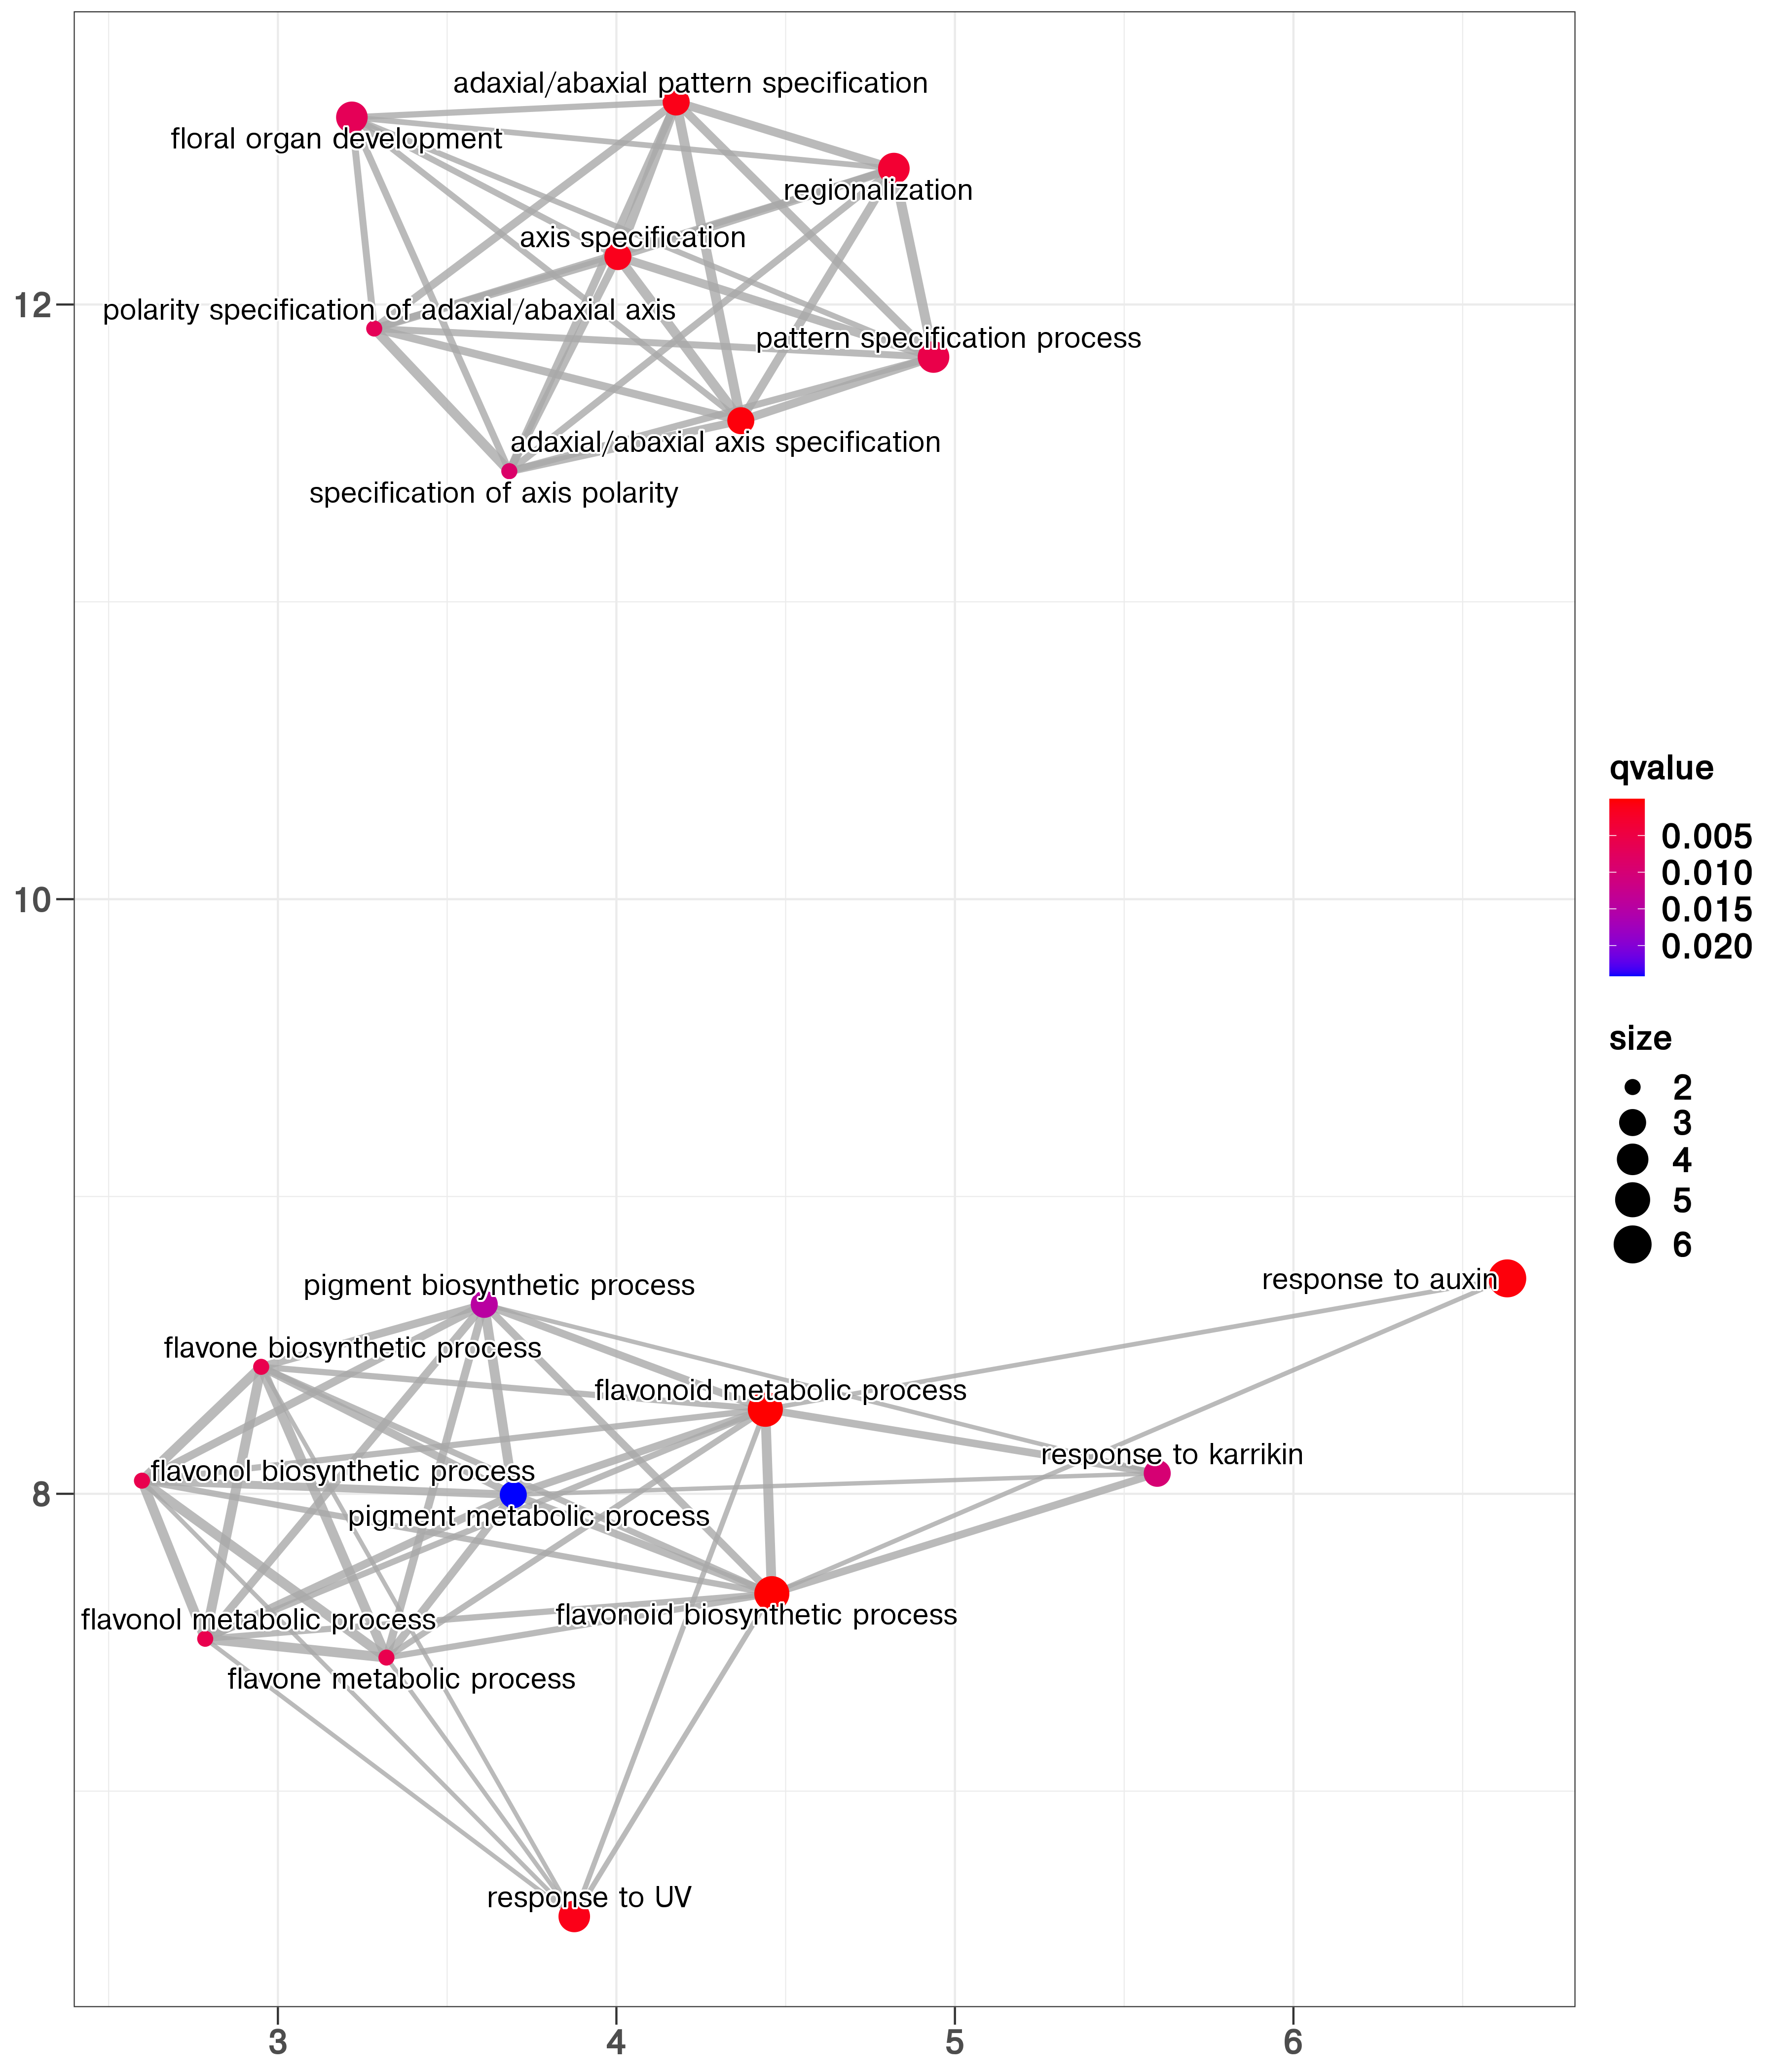 adaxial/abaxial pattern specification
floral organ development
regionalization
axis specification
12
polarity specification of adaxial/abaxial axis
pattern specification process
adaxial/abaxial axis specification
specification of axis polarity
qvalue
0.005
0.010
0.015
0.020
10
size
2
3
4
5
6
response to auxin
pigment biosynthetic process
flavone biosynthetic process
flavonoid metabolic process
response to karrikin
flavonol biosynthetic process
8
pigment metabolic process
flavonoid biosynthetic process
flavonol metabolic process
flavone metabolic process
response to UV
3
4
5
6